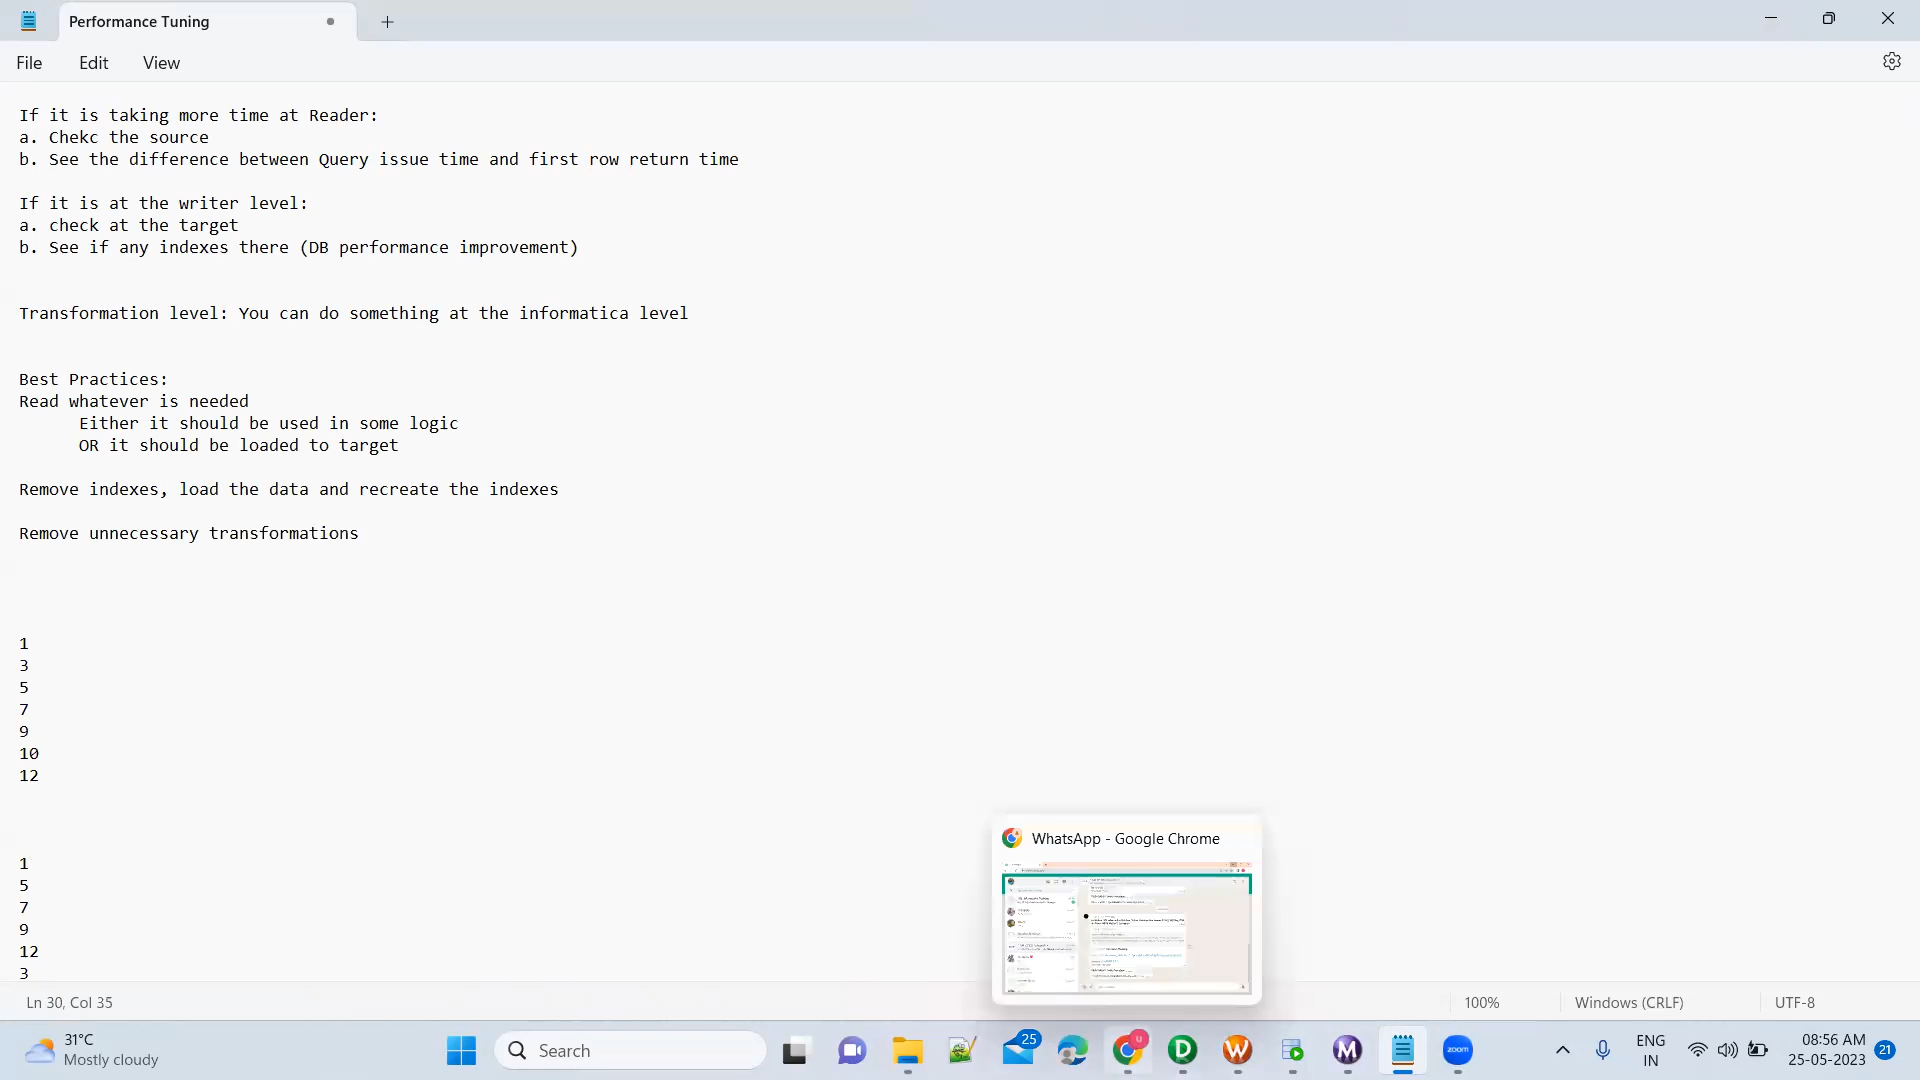 Performance Tuning
File Edit View
If it is taking more time at Reader:
a. Chekc the source
b. See the difference between Query issue time and first row return time
If it is at the writer level:
a. check at the target
b. See if any indexes there (DB performance improvement)
Transformation level: You can do something at the informatica level
Best Practices:
Read whatever is needed
Either it should be used in some logic
OR it should be loaded to target
Remove indexes, load the data and recreate the indexes
Remove unnecessary transformations
1
3
5
7
9
10
12
1
5
7
9
12
3
WhatsApp - Google Chrome
Ln 30, Col 35
100%
Windows (CRLF)
UTF-8
31°C
Mostly cloudy
Search
25
u
D
W
M
zoom
ENG
IN
08:56 AM
25-05-2023
21